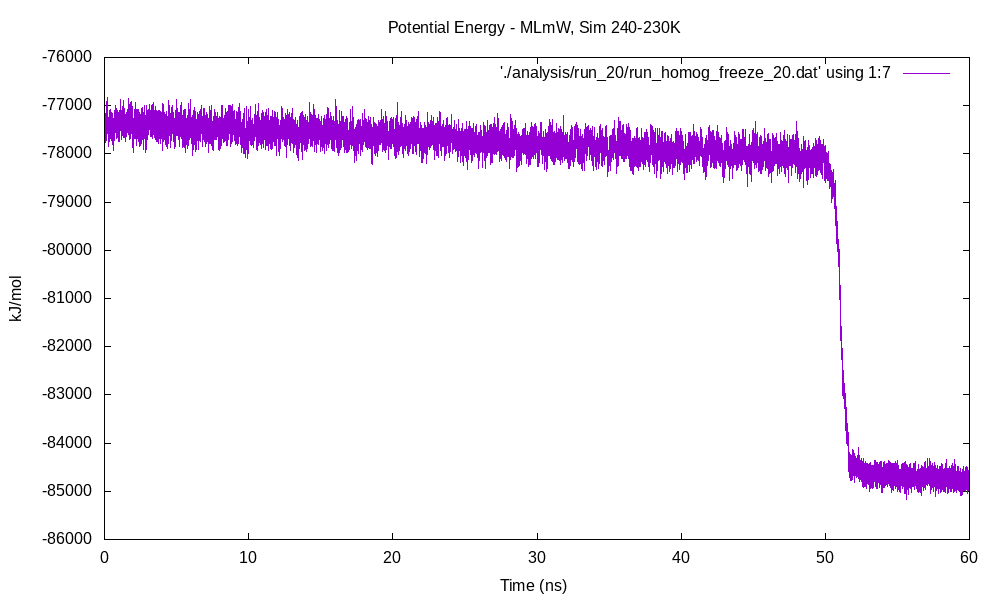 Potential Energy - MLmW, Sim 240-230K
'./analysis/run_20/run_homog_freeze_20.dat' using 1:7
kJ/mol
-76000
-77000
-78000
-79000
-80000
-81000
-82000
-83000
-84000
-85000
-86000
0 10 20 30 40 50 60
Time (ns)